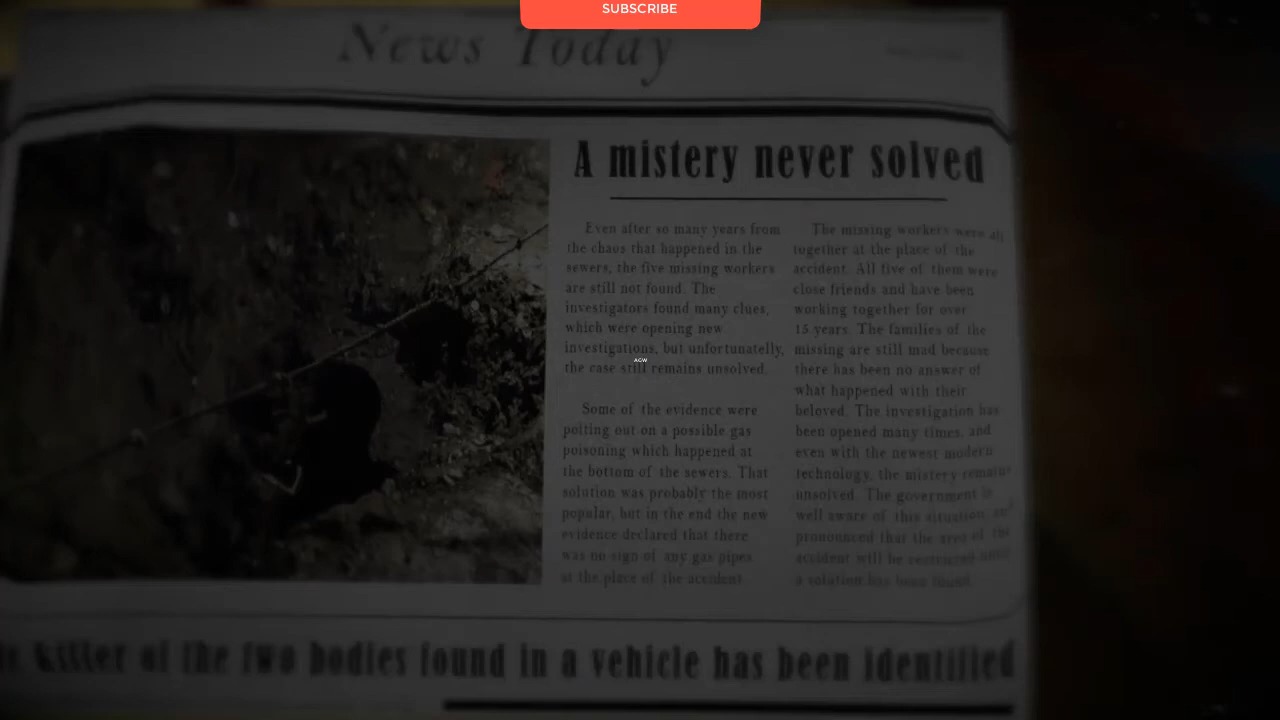 SUBSCRIBE
News Today
A mistery never solved
Even after so many years from
the chaos that happened in the
sewers, the five missing workers
are still not found. The
investigators found many clues,
which were opening new
investigations, but unfortunatelly,
the case still remains unsolved.
AGW
Some of the evidence were
poiting out on a possible gas
poisoning which happened at
the bottom of the sewers. That
solution was probably the most
popular, but in the end the new
evidence declared that there
was no sign of any gas pipes
at the place of the accident
The missing workers were all
together at the place of the
accident. All five of them were
close friends and have been
working together for over
15 years. The families of the
missing are still mad because
there has been no answer of
what happened with their
beloved. The investigation has
been opened many times, and
even with the newest modern
technology, the mistery remains
unsolved. The government is
well aware of this situation and
pronounced that the area of the
accident will be restricted until
a solution has been found.
killer of the two bodies found in a vehicle has been identified